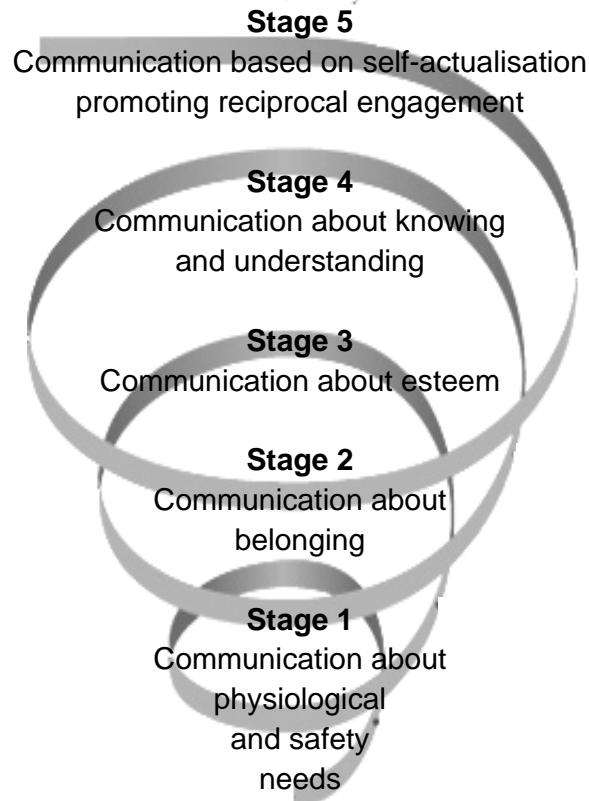 Stage 5
Communication based on self-actualisation
promoting reciprocal engagement
Stage 4
Communication about knowing
and understanding
Stage 3
Communication about esteem
Stage 2
Communication about
belonging
Stage 1
Communication about
physiological
and safety
needs